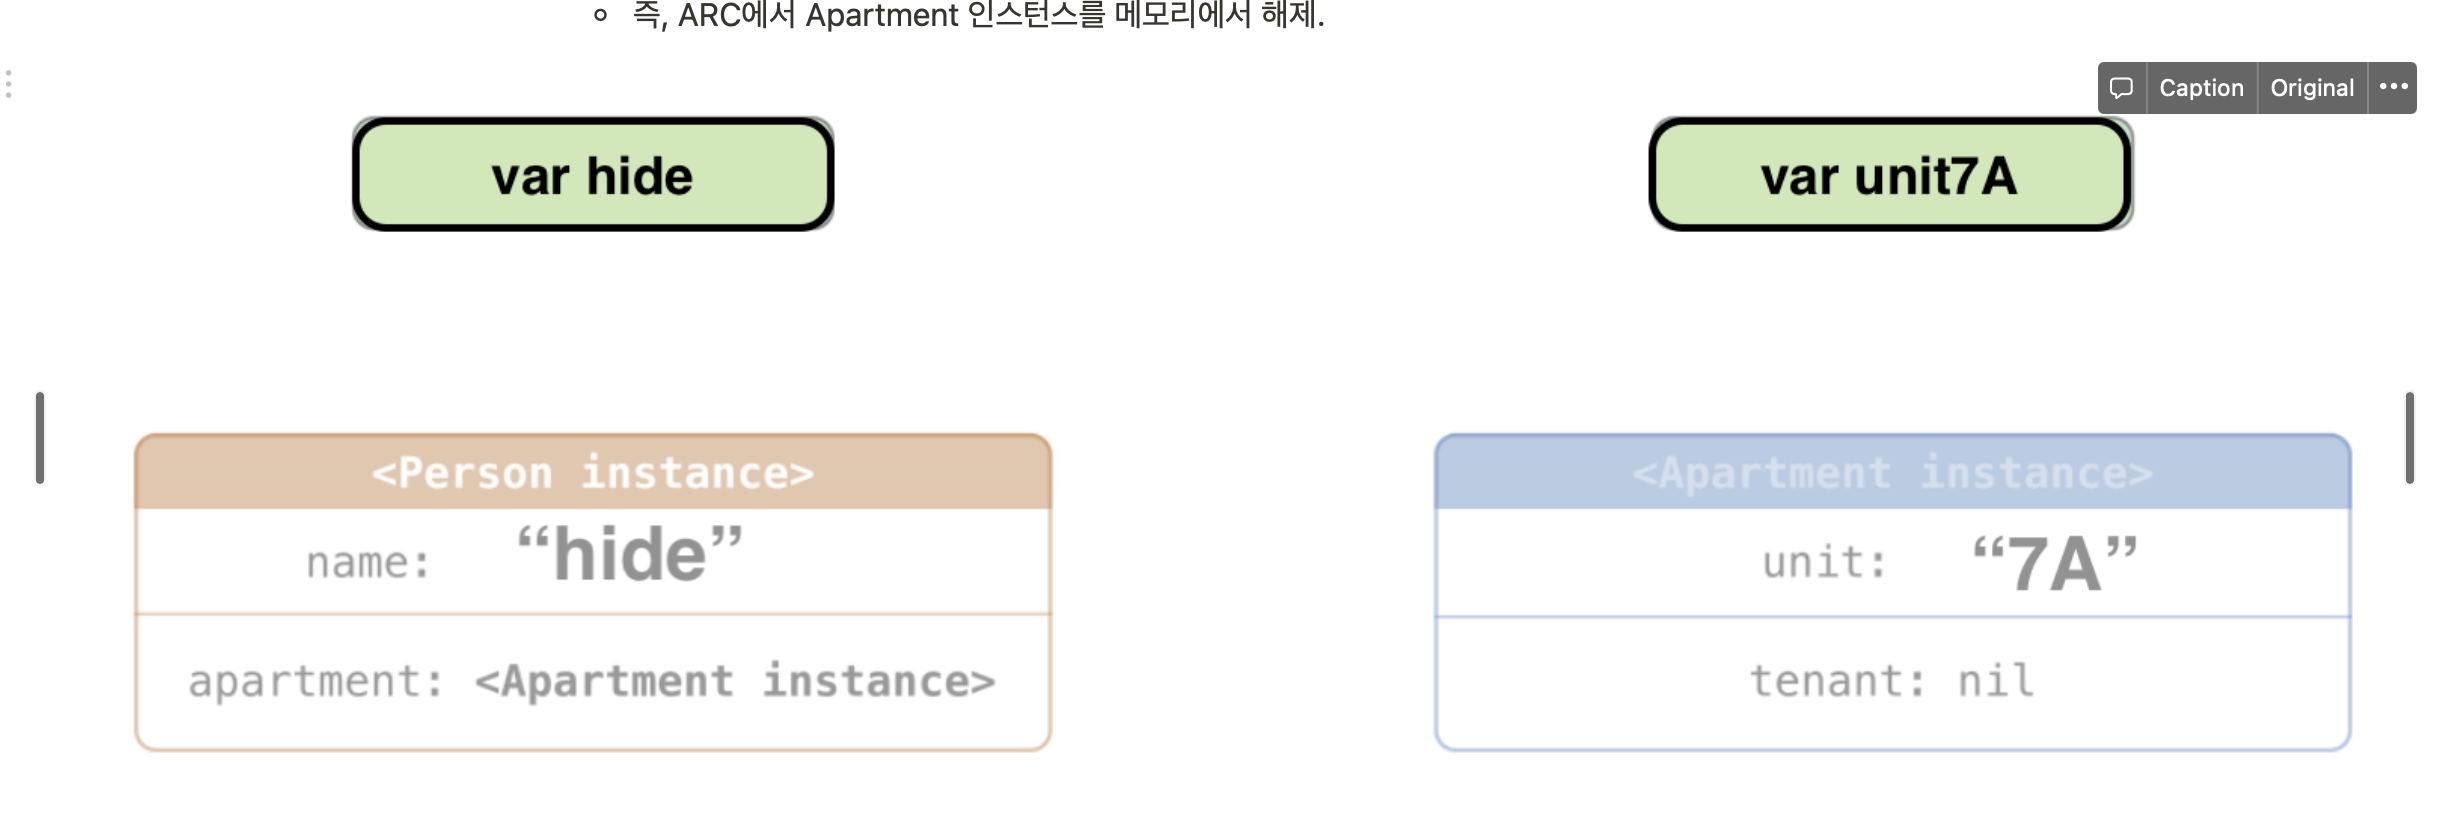 즉, ARC에서 Apartment 인스턴스를 메모리에서 해제.
Caption Original
var hide
var unit7A
<Person instance>
name: “hide”
apartment: <Apartment instance>
<Apartment instance>
unit: “7A”
tenant: nil